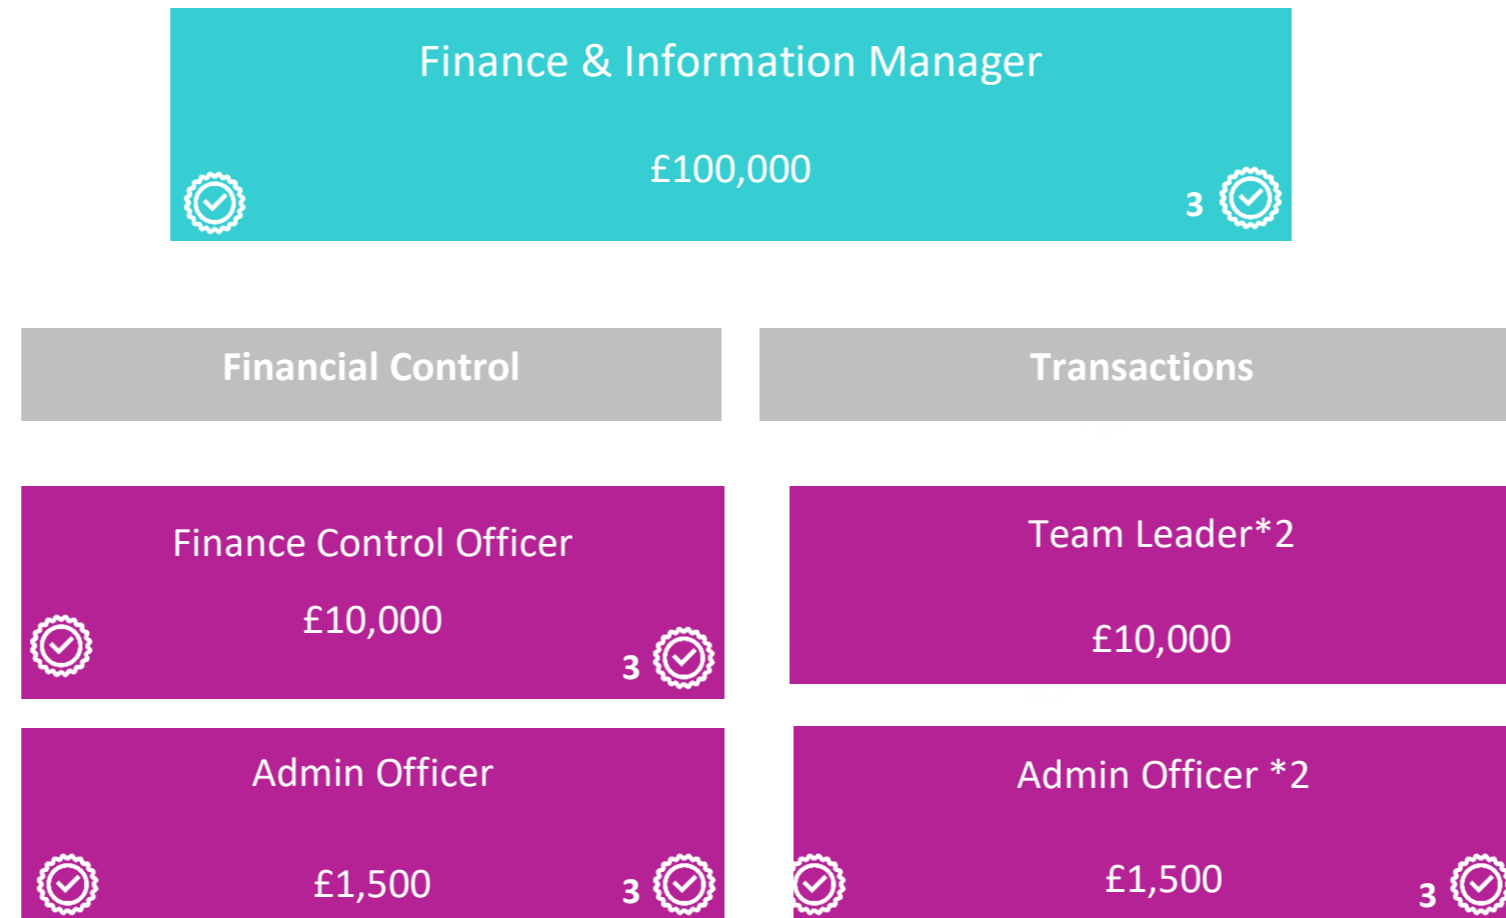 Finance & Information Manager
£100,000
3
Financial Control
Transactions
Finance Control Officer
£10,000
3
Team Leader*2
£10,000
Admin Officer
£1,500
3
Admin Officer *2
£1,500
3